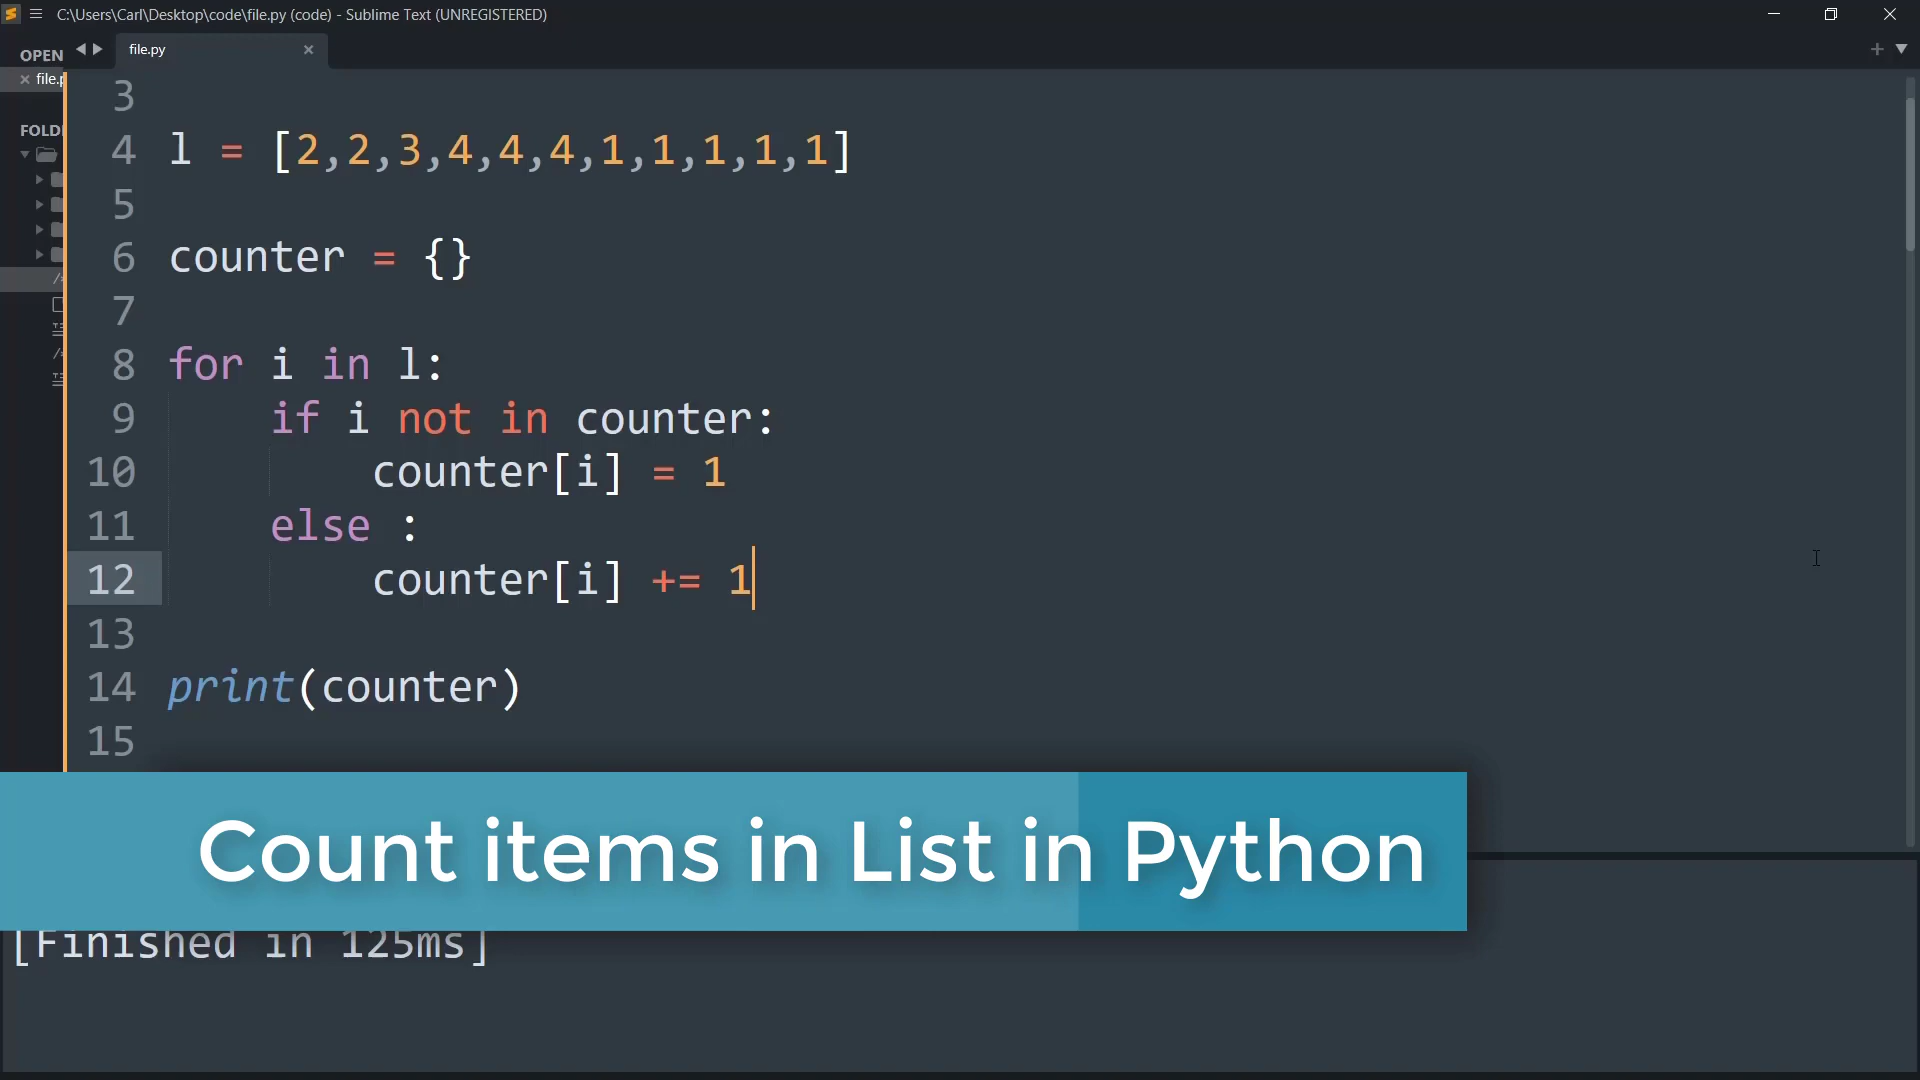 C:\Users\Carl\Desktop\code\file.py (code) - Sublime Text (UNREGISTERED)
OPEN
file.py
file.p
FOLD
3
4 l = [2,2,3,4,4,4,1,1,1,1,1]
5
6 counter = {}
7
8 for i in l:
9 if i not in counter:
10 counter[i] = 1
11 else :
12 counter[i] += 1
13
14 print(counter)
15
Count items in List in Python
[Finished in 125ms]